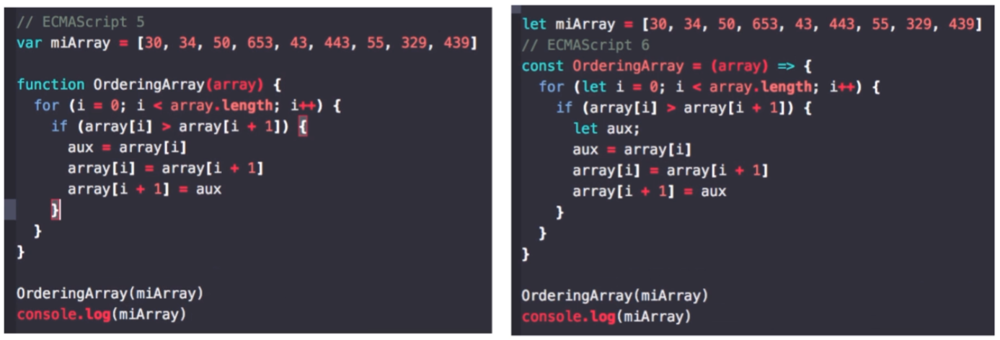 // ECMAScript 5
var miArray = [30, 34, 50, 653, 43, 443, 55, 329, 439]

function OrderingArray(array) {
  for (i = 0; i < array.length; i++) {
    if (array[i] > array[i + 1]) {
      aux = array[i]
      array[i] = array[i + 1]
      array[i + 1] = aux
    }
  }
}

OrderingArray(miArray)
console.log(miArray)

let miArray = [30, 34, 50, 653, 43, 443, 55, 329, 439]
// ECMAScript 6
const OrderingArray = (array) => {
  for (let i = 0; i < array.length; i++) {
    if (array[i] > array[i + 1]) {
      let aux;
      aux = array[i]
      array[i] = array[i + 1]
      array[i + 1] = aux
    }
  }
}

OrderingArray(miArray)
console.log(miArray)